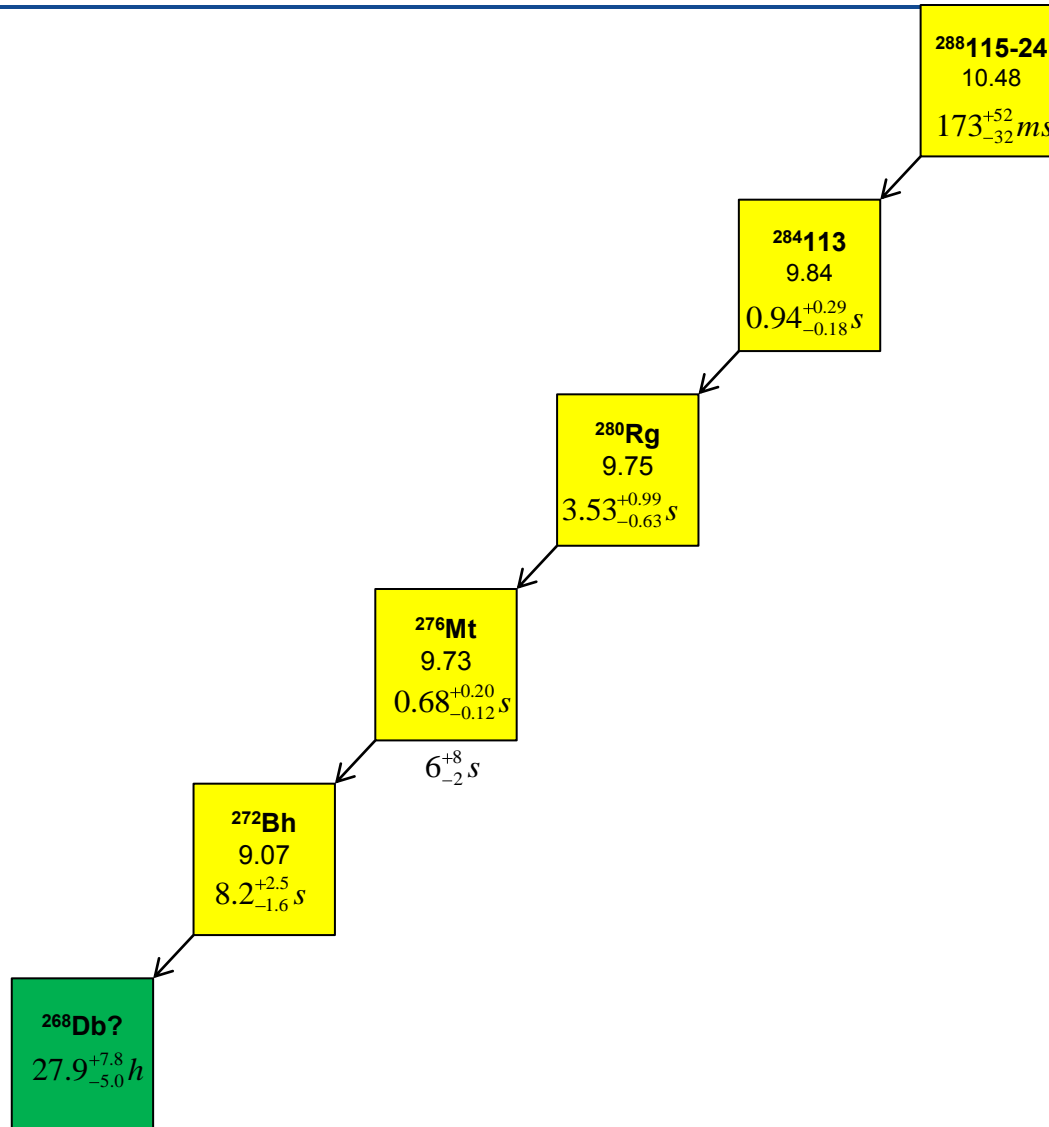 ²⁸⁸115-24
10.48
173⁺⁵²₋₃₂ms
²⁸⁴113
9.84
0.94⁺⁰·²⁹₋₀.₁₈s
²⁸⁰Rg
9.75
3.53⁺⁰·⁹⁹₋₀.₆₃s
²⁷⁶Mt
9.73
0.68⁺⁰·²⁰₋₀.₁₂s
6⁺⁸₋₂s
²⁷²Bh
9.07
8.2⁺²·⁵₋₁.₆s
²⁶⁸Db?
27.9⁺⁷·⁸₋₅.₀h